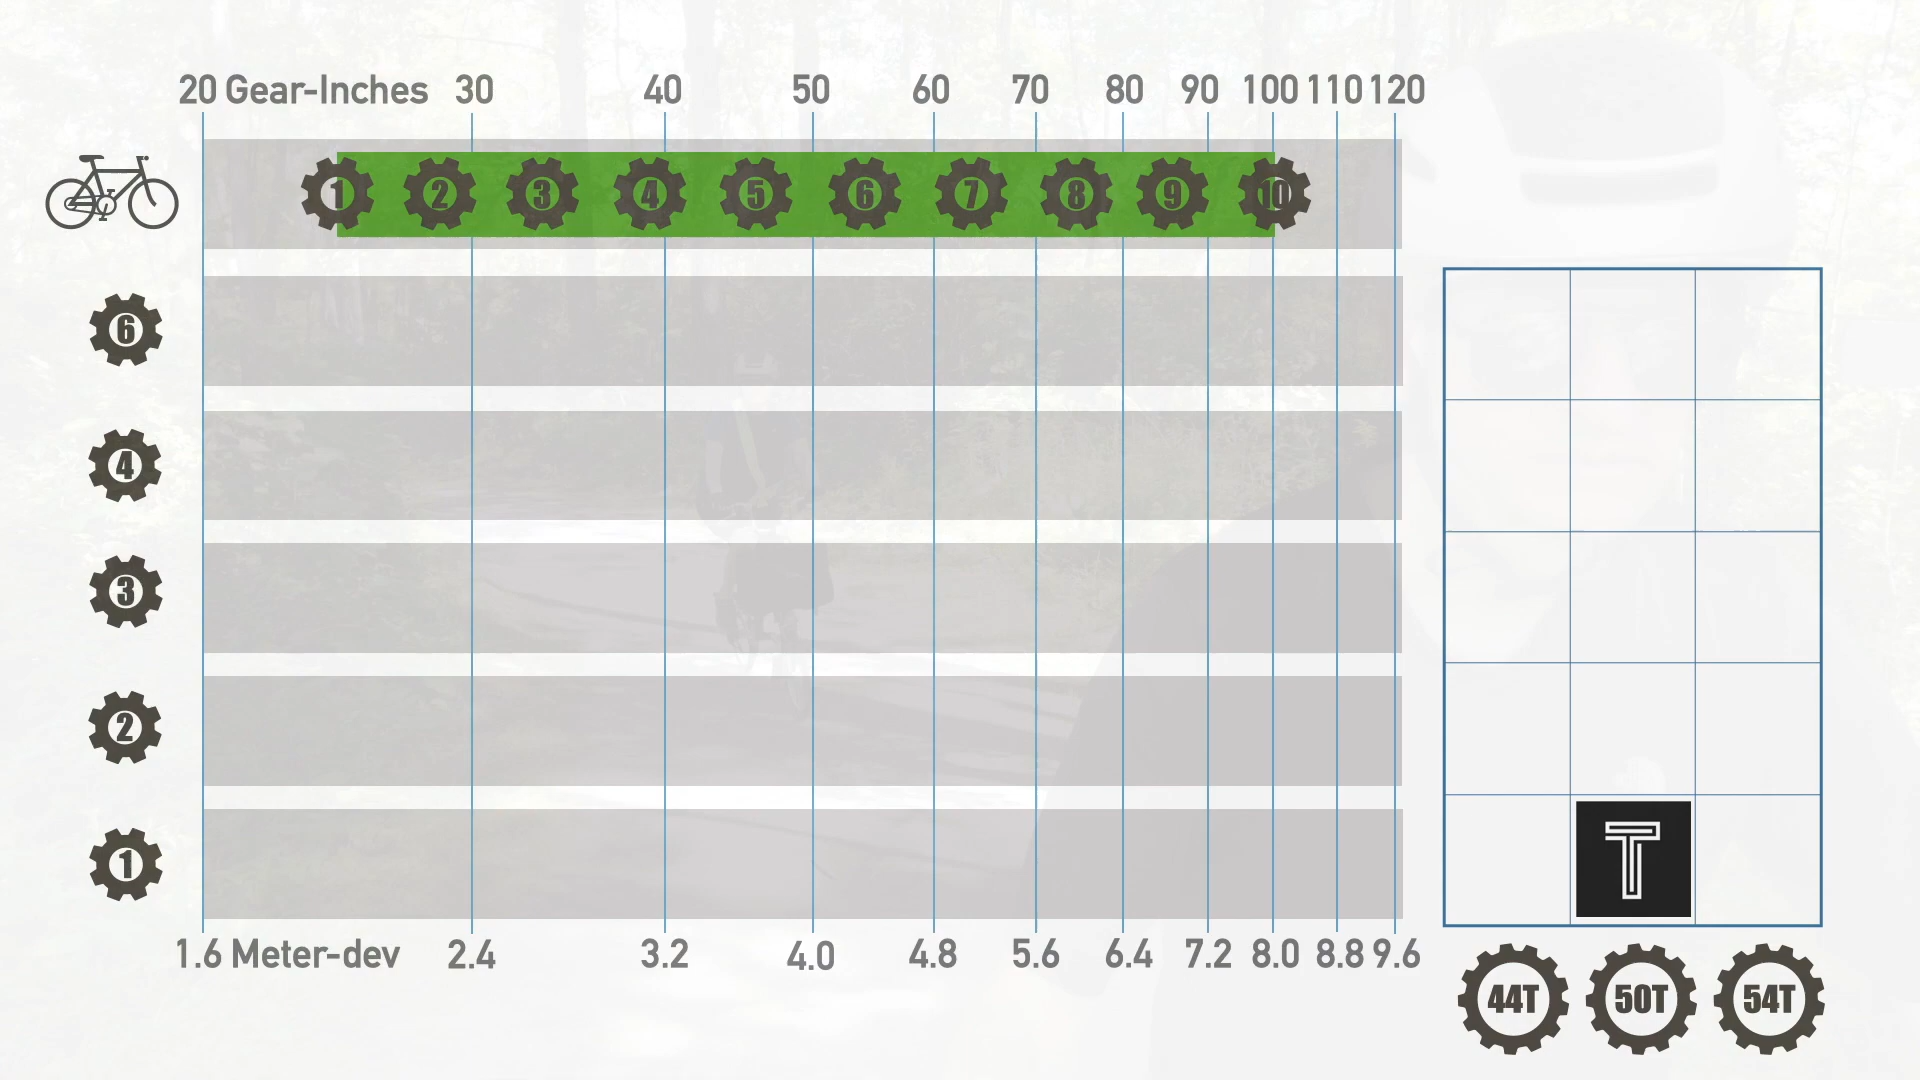 20 Gear-Inches 30 40 50 60 70 80 90 100 110 120
1 2 3 4 5 6 7 8 9 10
6
4
3
2
1
T
1.6 Meter-dev 2.4 3.2 4.0 4.8 5.6 6.4 7.2 8.0 8.8 9.6
44T 50T 54T